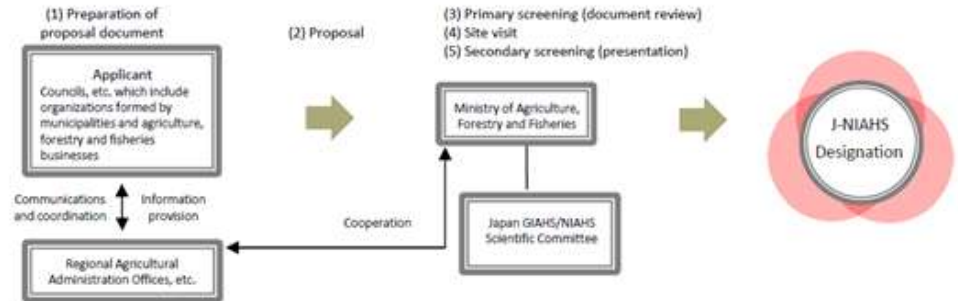 (1) Preparation of
proposal document
(2) Proposal
(3) Primary screening (document review)
(4) Site visit
(5) Secondary screening (presentation)
Applicant
Councils, etc. which include
organizations formed by
municipalities and agriculture,
forestry and fisheries
businesses
Ministry of Agriculture,
Forestry and Fisheries
J-NIAHS
Designation
Communications
and coordination
Information
provision
Cooperation
Japan GIAHS/NIAHS
Scientific Committee
Regional Agricultural
Administration Offices, etc.